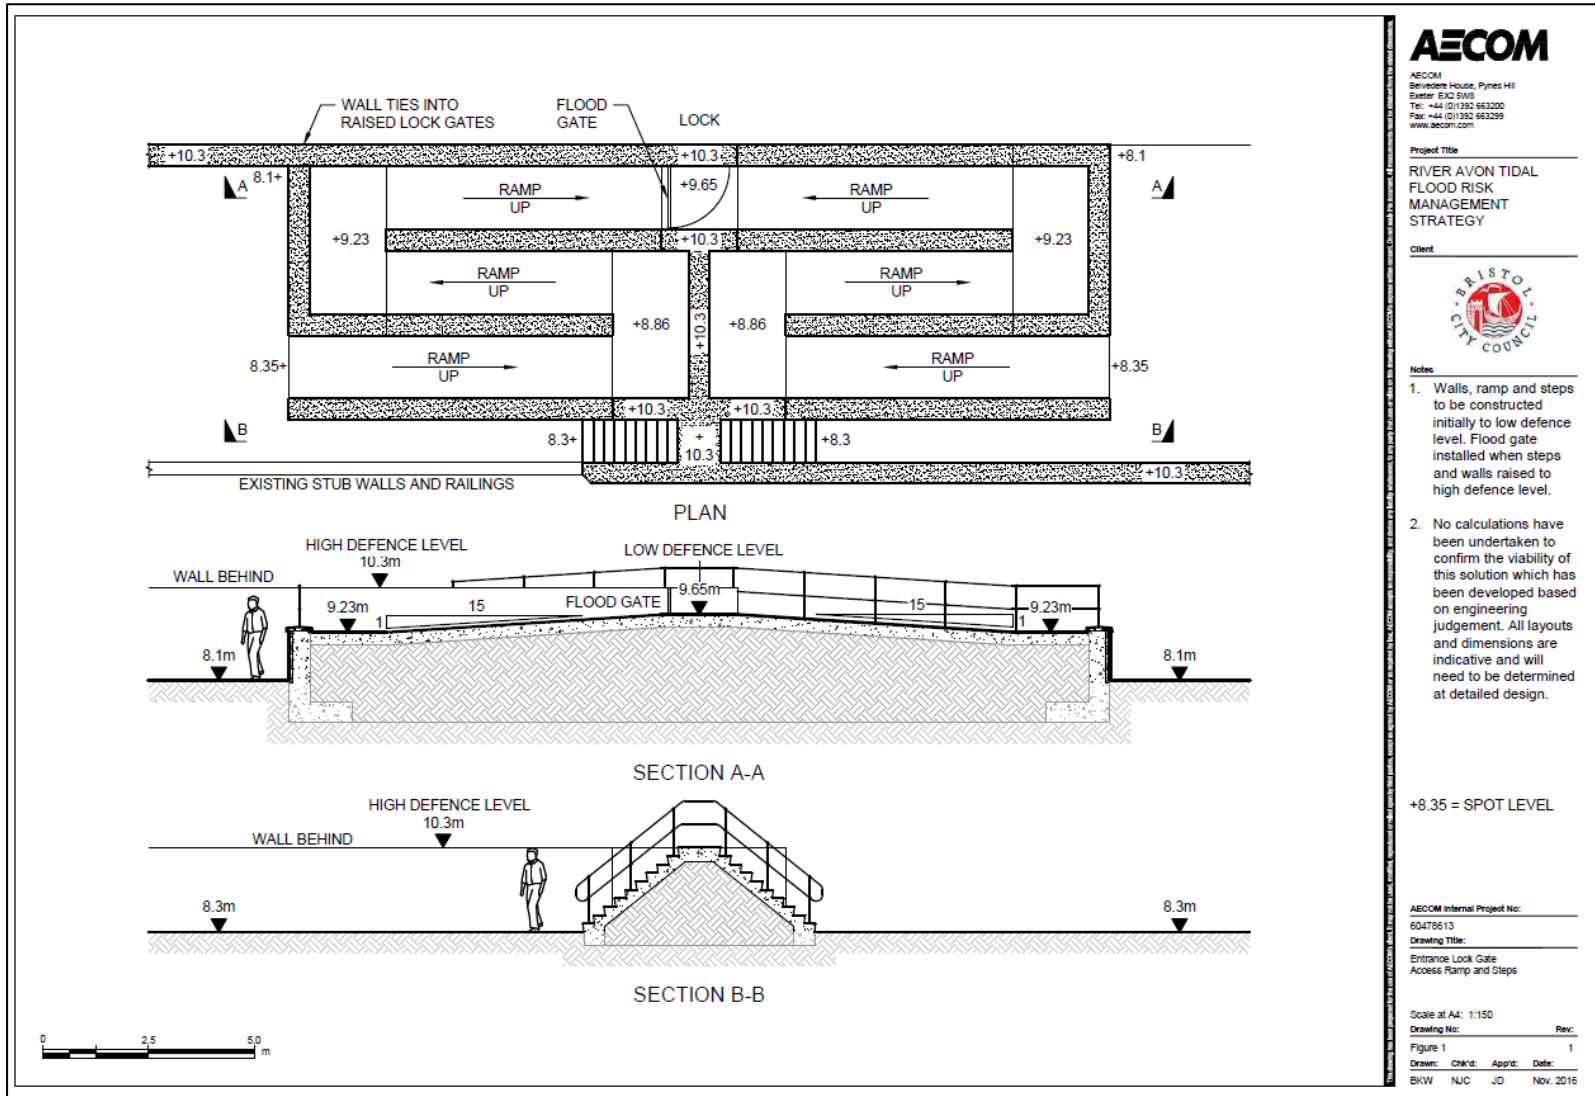 WALL TIES INTO
RAISED LOCK GATES
FLOOD
GATE
LOCK
+10.3
+10.3
+10.3
+8.1
8.1+
A
A
RAMP
UP
+9.65
RAMP
UP
+9.23
+10.3
+9.23
RAMP
UP
RAMP
UP
+8.86
+10.3
+8.86
8.35+
RAMP
UP
RAMP
UP
+8.35
+10.3
+10.3
B
B
8.3+
+
10.3
+8.3
+10.3
EXISTING STUB WALLS AND RAILINGS
PLAN
HIGH DEFENCE LEVEL
10.3m
LOW DEFENCE LEVEL
WALL BEHIND
9.65m
9.23m
15
FLOOD GATE
15
9.23m
1
1
8.1m
8.1m
SECTION A-A
HIGH DEFENCE LEVEL
10.3m
WALL BEHIND
8.3m
8.3m
SECTION B-B
0
2.5
5.0
m
AECOM
AECOM
Belvedere House, Pynes Hill
Exeter EX2 5WS
Tel: +44 (0)1392 663200
Fax: +44 (0)1392 663299
www.aecom.com
Project Title
RIVER AVON TIDAL
FLOOD RISK
MANAGEMENT
STRATEGY
Client
BRISTOL
CITY COUNCIL
Notes
1. Walls, ramp and steps
to be constructed
initially to low defence
level. Flood gate
installed when steps
and walls raised to
high defence level.
2. No calculations have
been undertaken to
confirm the viability of
this solution which has
been developed based
on engineering
judgement. All layouts
and dimensions are
indicative and will
need to be determined
at detailed design.
+8.35 = SPOT LEVEL
AECOM Internal Project No:
60478613
Drawing Title:
Entrance Lock Gate
Access Ramp and Steps
Scale at A4: 1:150
Drawing No: Rev:
Figure 1 1
Drawn: Chk'd: App'd: Date:
BKW NJC JD Nov. 2016